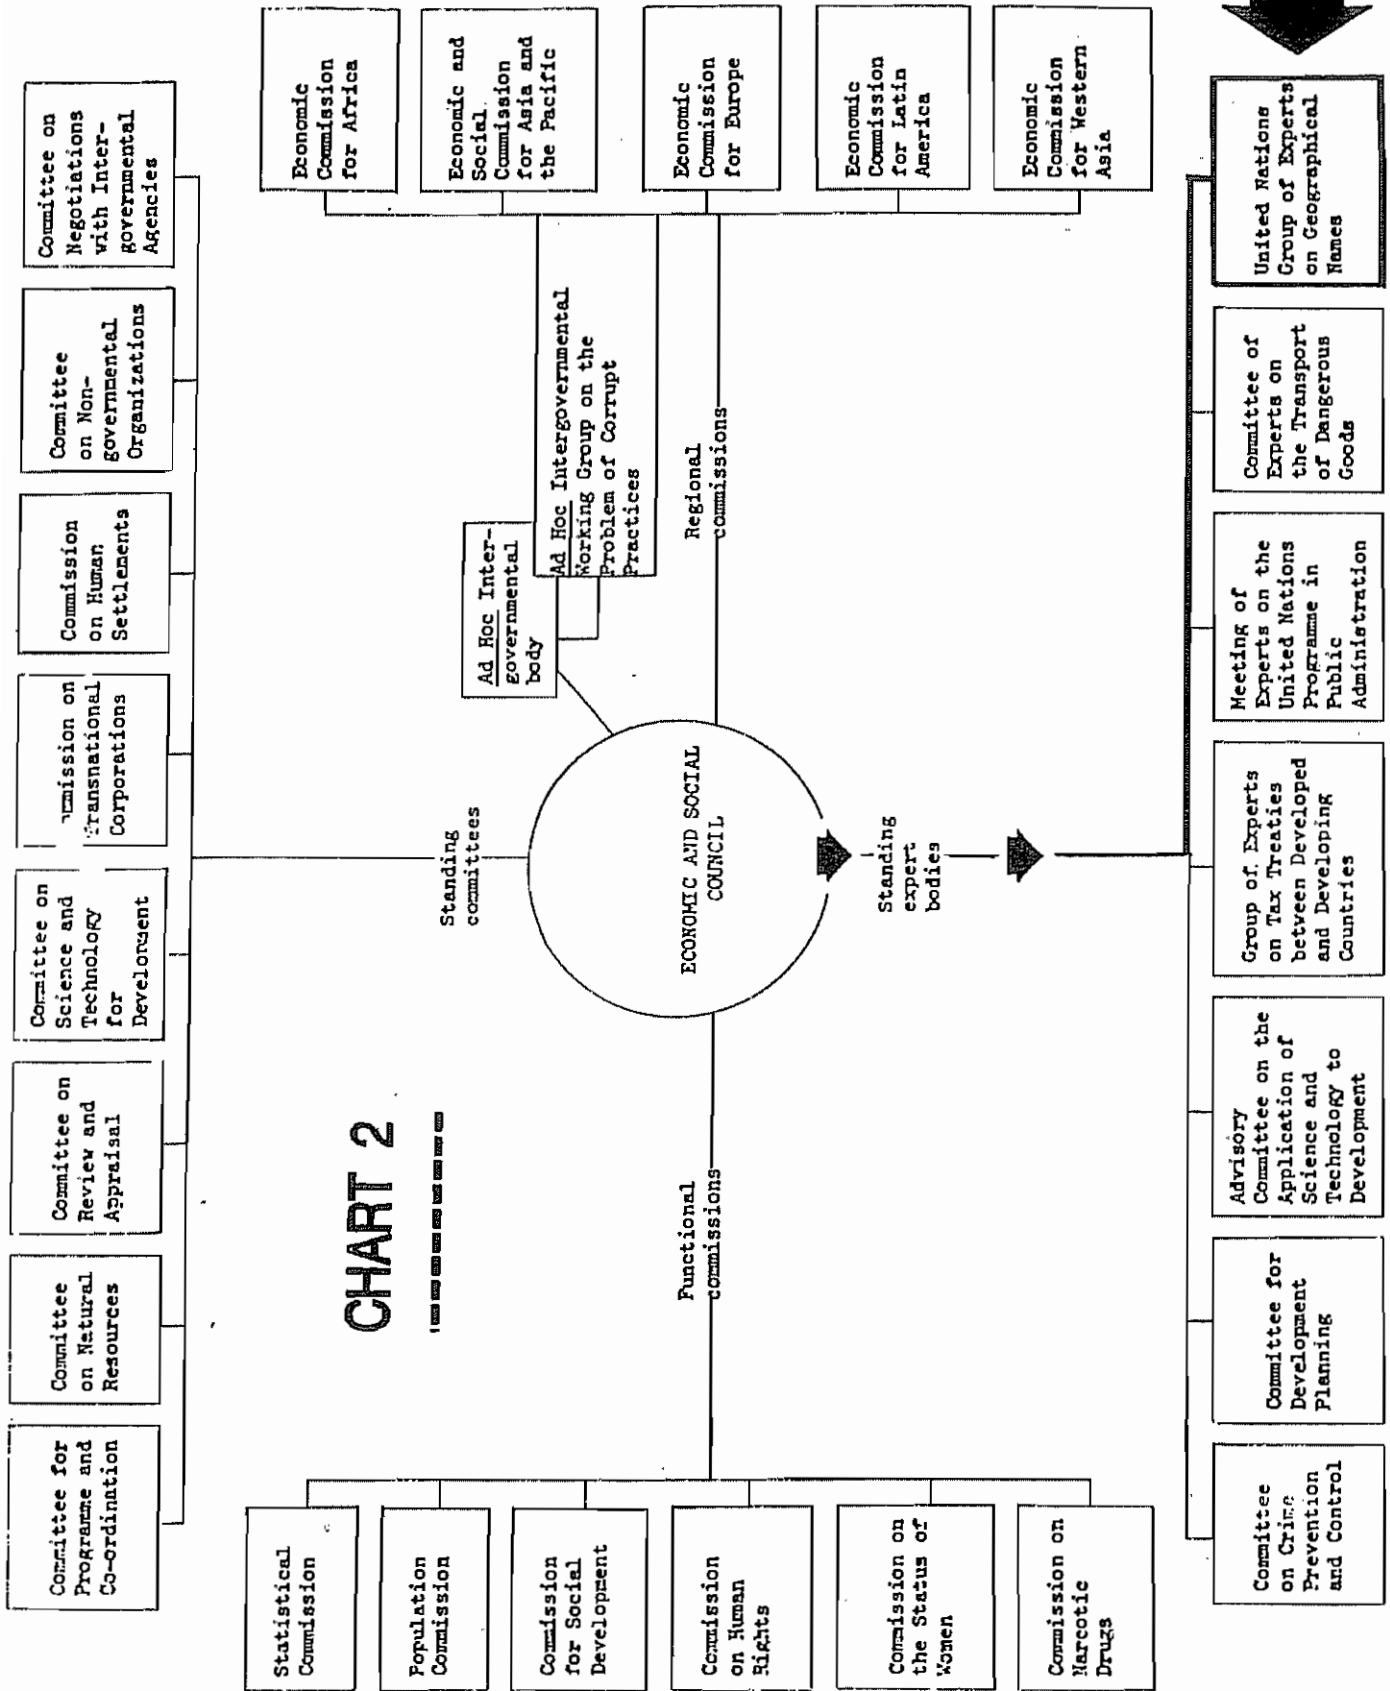 Committee for
Programme and
Co-ordination
Committee
on Natural
Resources
Committee on
Review and
Appraisal
Committee on
Science and
Technology
for
Development
mmission on
Transnational
Corporations
Commission
on Human
Settlements
Committee
on Non-
governmental
Organizations
Committee on
Negotiations
with Inter-
governmental
Agencies
CHART 2
Standing
committees
Statistical
Commission
Population
Commission
Commission
for Social
Development
Commission
on Human
Rights
Commission on
the Status of
Women
Commission on
Narcotic
Drugs
Functional
commissions
ECONOMIC AND SOCIAL
COUNCIL
Ad Hoc Inter-
governmental
body
Ad Hoc Intergovernmental
Working Group on the
Problem of Corrupt
Practices
Regional
commissions
Economic
Commission
for Africa
Economic and
Social
Commission
for Asia and
the Pacific
Economic
Commission
for Europe
Economic
Commission
for Latin
America
Economic
Commission
for Western
Asia
Standing
expert
bodies
Committee
on Crime
Prevention
and Control
Committee for
Development
Planning
Advisory
Committee on the
Application of
Science and
Technology to
Development
Group of Experts
on Tax Treaties
between Developed
and Developing
Countries
Meeting of
Experts on the
United Nations
Programme in
Public
Administration
Committee of
Experts on
the Transport
of Dangerous
Goods
United Nations
Group of Experts
on Geographical
Names